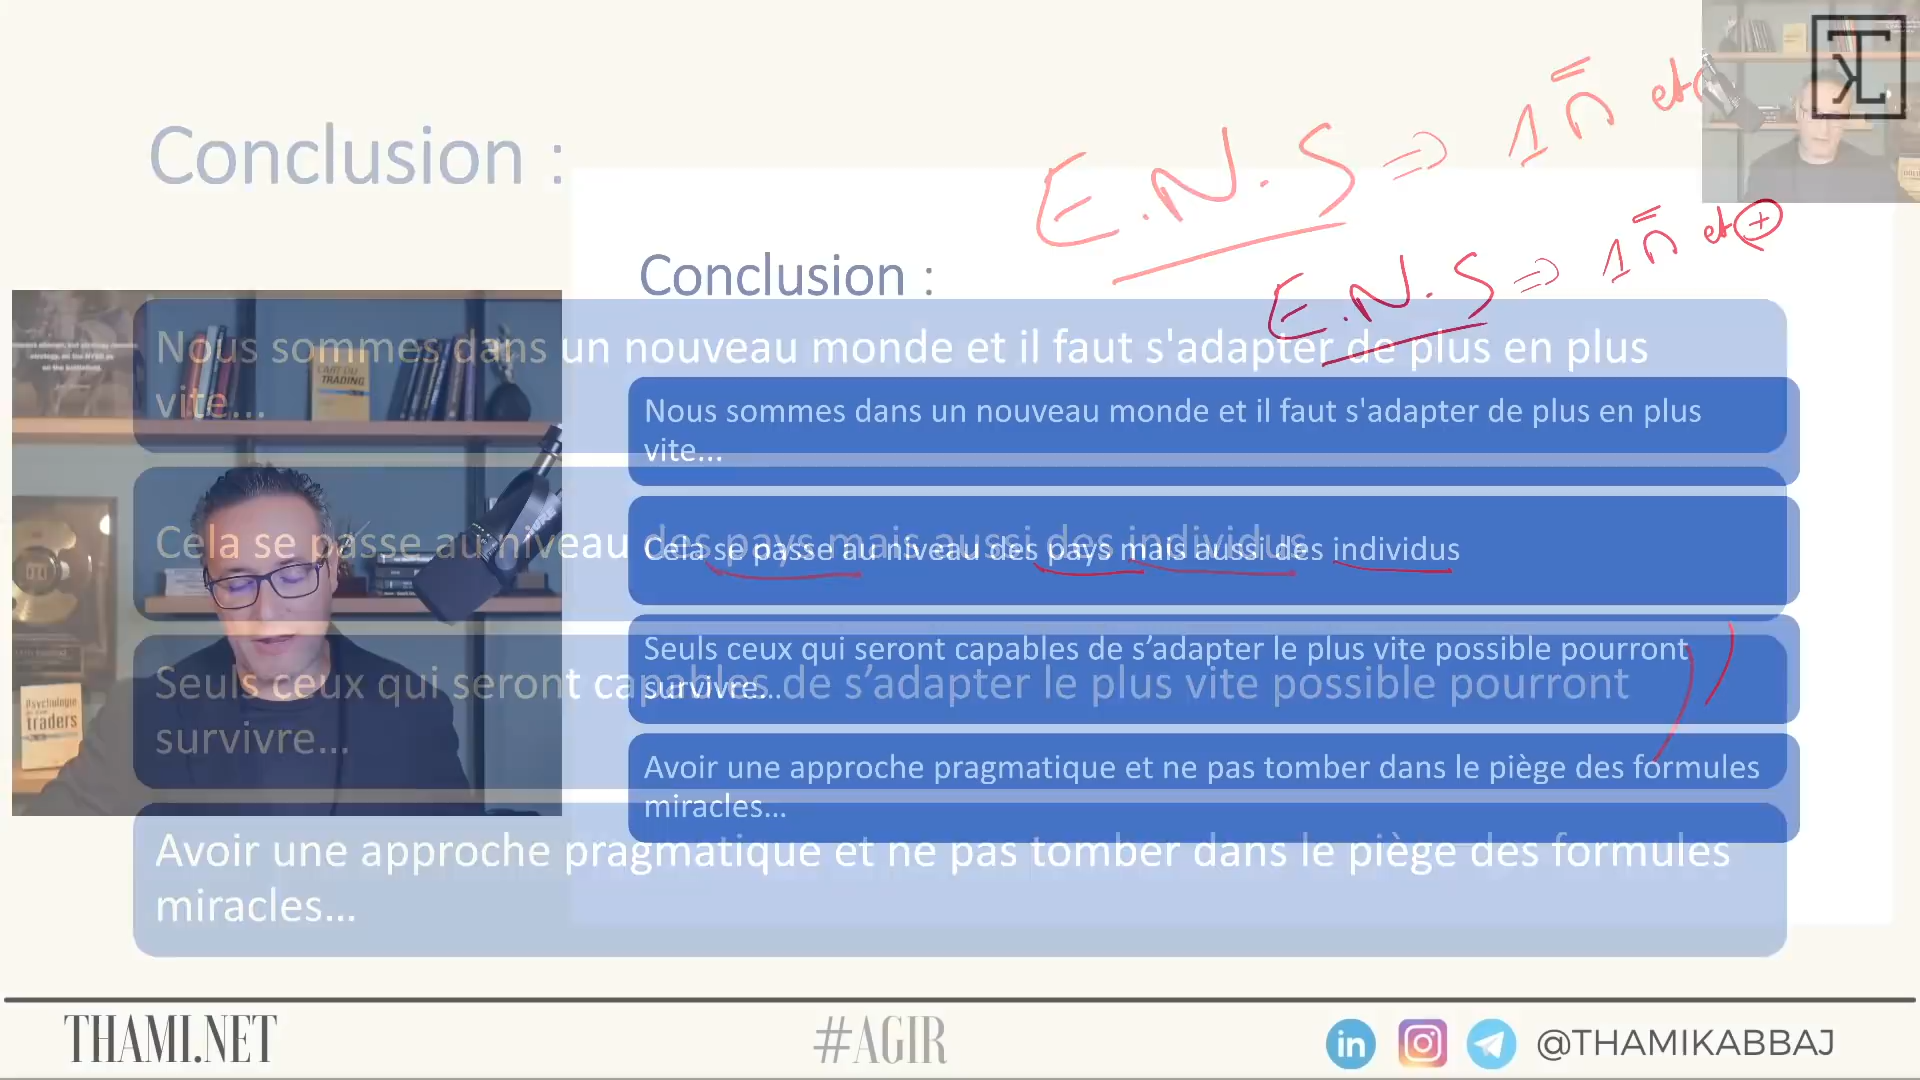 Conclusion :
E.N.S => 1 n̄ et
Conclusion :
E.N.S => 1 n̄ et +
Nous sommes dans un nouveau monde et il faut s'adapter de plus en plus
vite...
Nous sommes dans un nouveau monde et il faut s'adapter de plus en plus
vite...
Cela se passe au niveau des pays mais aussi des individus
Cela se passe au niveau des pays mais aussi des individus
Seuls ceux qui seront capables de s’adapter le plus vite possible pourront
survivre...
Seuls ceux qui seront capables de s’adapter le plus vite possible pourront
survivre...
Avoir une approche pragmatique et ne pas tomber dans le piège des formules
miracles...
Avoir une approche pragmatique et ne pas tomber dans le piège des formules
miracles...
L'ART DU
TRADING
Psychologie
traders
THAMI.NET
#AGIR
in
@THAMIKABBAJ